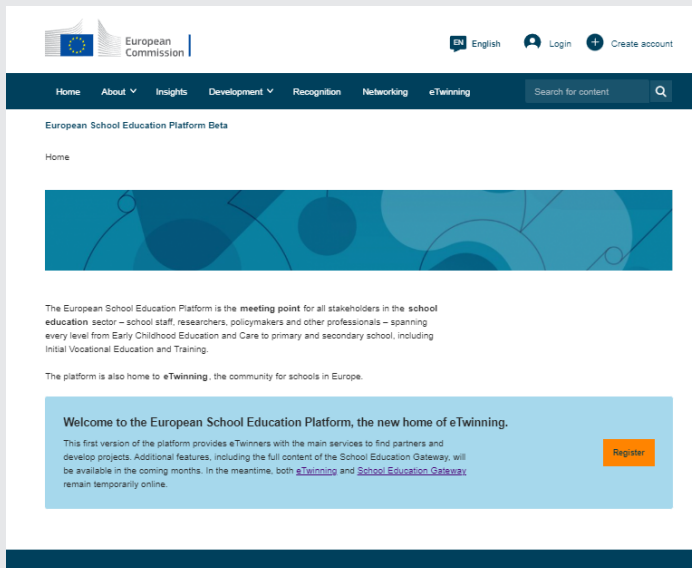 European
Commission
EN English Login Create account
Home About Insights Development Recognition Networking eTwinning Search for content
European School Education Platform Beta
Home
The European School Education Platform is the meeting point for all stakeholders in the school
education sector – school staff, researchers, policymakers and other professionals – spanning
every level from Early Childhood Education and Care to primary and secondary school, including
Initial Vocational Education and Training.
The platform is also home to eTwinning, the community for schools in Europe.
Welcome to the European School Education Platform, the new home of eTwinning.
This first version of the platform provides eTwinners with the main services to find partners and
develop projects. Additional features, including the full content of the School Education Gateway, will
be available in the coming months. In the meantime, both eTwinning and School Education Gateway
remain temporarily online.
Register